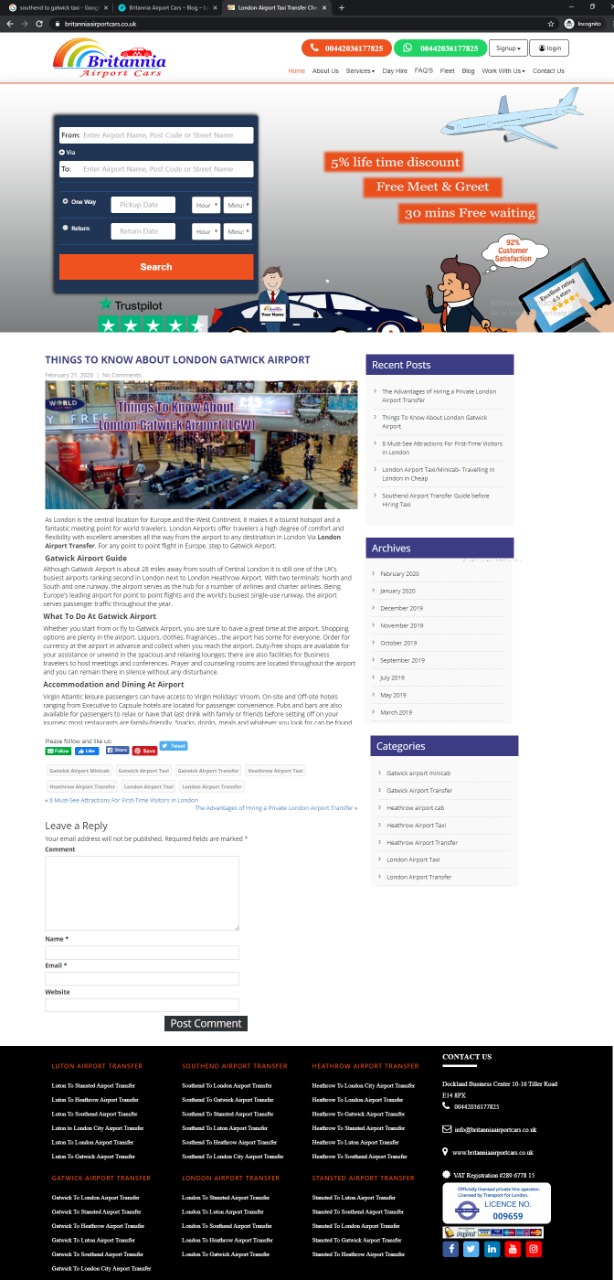 southend to gatwick taxi - Goog
Britannia Airport Cars – Blog – Lo
London Airport Taxi Transfer Che
britanniaairportcars.co.uk
Incognito
Britannia
Airport Cars
00442036177825
00442036177825
Signup
login
Home About Us Services Day Hire FAQ'S Fleet Blog Work With Us Contact Us
From: Enter Airport Name, Post Code or Street Name
Via
To: Enter Airport Name, Post Code or Street Name
One Way Pickup Date Hour Minu
Return Return Date Hour Minu
Search
5% life time discount
Free Meet & Greet
30 mins Free waiting
92%
Customer
Satisfaction
Excellent rating
4.5 stars
Trustpilot
Britannia
Your Name
THINGS TO KNOW ABOUT LONDON GATWICK AIRPORT
February 21, 2020 | No Comments
WORLD
Y FREE
Things To Know About
London Gatwick Airport (LGW)
As London is the central location for Europe and the West Continent, it makes it a tourist hotspot and a
fantastic meeting point for world travelers. London Airports offer travelers a high degree of comfort and
flexibility with excellent amenities all the way from the airport to any destination in London Via London
Airport Transfer. For any point to point flight in Europe, step to Gatwick Airport.
Gatwick Airport Guide
Although Gatwick Airport is about 28 miles away from south of Central London it is still one of the UK's
busiest airports ranking second in London next to London Heathrow Airport. With two terminals: North and
South and one runway, the airport serves as the hub for a number of airlines and charter airlines. Being
Europe's leading airport for point to point flights and the world's busiest single-use runway, the airport
serves passenger traffic throughout the year.
What To Do At Gatwick Airport
Whether you start from or fly to Gatwick Airport, you are sure to have a great time at the airport. Shopping
options are plenty in the airport. Liquors, clothes, fragrances...the airport has some for everyone. Order for
currency at the airport in advance and collect when you reach the airport. Duty-free shops are available for
your assistance or unwind in the spacious and relaxing lounges; there are also facilities for Business
travelers to host meetings and conferences. Prayer and counseling rooms are located throughout the airport
and you can remain there in silence without any disturbance.
Accommodation and Dining At Airport
Virgin Atlantic leisure passengers can have access to Virgin Holidays' Vroom. On-site and Off-site hotels
ranging from Executive to Capsule hotels are located for passenger convenience. Pubs and bars are also
available for passengers to relax or have that last drink with family or friends before setting off on your
journey; most restaurants are family-friendly. Snacks, drinks, meals and whatever you look for can be found
Please follow and like us:
Follow Like Share Save Tweet
Gatwick Airport Minicab Gatwick Airport Taxi Gatwick Airport Transfer Heathrow Airport Taxi
Heathrow Airport Transfer London Airport Taxi London Airport Transfer
« 8 Must-See Attractions For First-Time Visitors in London
The Advantages of Hiring a Private London Airport Transfer »
Leave a Reply
Your email address will not be published. Required fields are marked *
Comment
Name *
Email *
Website
Post Comment
Recent Posts
The Advantages of Hiring a Private London
Airport Transfer
Things To Know About London Gatwick
Airport
8 Must-See Attractions For First-Time Visitors
in London
London Airport Taxi/Minicab- Travelling In
London in Cheap
Southend Airport Transfer Guide before
Hiring Taxi
Archives
February 2020
January 2020
December 2019
November 2019
October 2019
September 2019
July 2019
May 2019
March 2019
Categories
Gatwick airport minicab
Gatwick Airport Transfer
Heathrow airport cab
Heathrow Airport Taxi
Heathrow Airport Transfer
London Airport Taxi
London Airport Transfer
LUTON AIRPORT TRANSFER
Luton To Stansted Airport Transfer
Luton To Heathrow Airport Transfer
Luton To Southend Airport Transfer
Luton to London City Airport Transfer
Luton To London Airport Transfer
Luton To Gatwick Airport Transfer
SOUTHEND AIRPORT TRANSFER
Southend To London Airport Transfer
Southend To Gatwick Airport Transfer
Southend To Stansted Airport Transfer
Southend To Luton Airport Transfer
Southend To Heathrow Airport Transfer
Southend To London City Airport Transfer
HEATHROW AIRPORT TRANSFER
Heathrow To London City Airport Transfer
Heathrow To London Airport Transfer
Heathrow To Gatwick Airport Transfer
Heathrow To Stansted Airport Transfer
Heathrow To Luton Airport Transfer
Heathrow To Southend Airport Transfer
GATWICK AIRPORT TRANSFER
Gatwick To London Airport Transfer
Gatwick To Stansted Airport Transfer
Gatwick To Heathrow Airport Transfer
Gatwick To Luton Airport Transfer
Gatwick To Southend Airport Transfer
Gatwick To London City Airport Transfer
LONDON AIRPORT TRANSFER
London To Stansted Airport Transfer
London To Luton Airport Transfer
London To Southend Airport Transfer
London To Heathrow Airport Transfer
London To Gatwick Airport Transfer
STANSTED AIRPORT TRANSFER
Stansted To Luton Airport Transfer
Stansted To Southend Airport Transfer
Stansted To London Airport Transfer
Stansted To Gatwick Airport Transfer
Stansted To Heathrow Airport Transfer
CONTACT US
Dockland Business Center 10-16 Tiller Road
E14 8PX
00442036177825
info@britanniaairportcars.co.uk
www.britanniaairportcars.co.uk
VAT Registration #289 6778 15
Officially licensed private hire operator.
Licensed by Transport for London.
LICENCE NO.
009659
PayPal